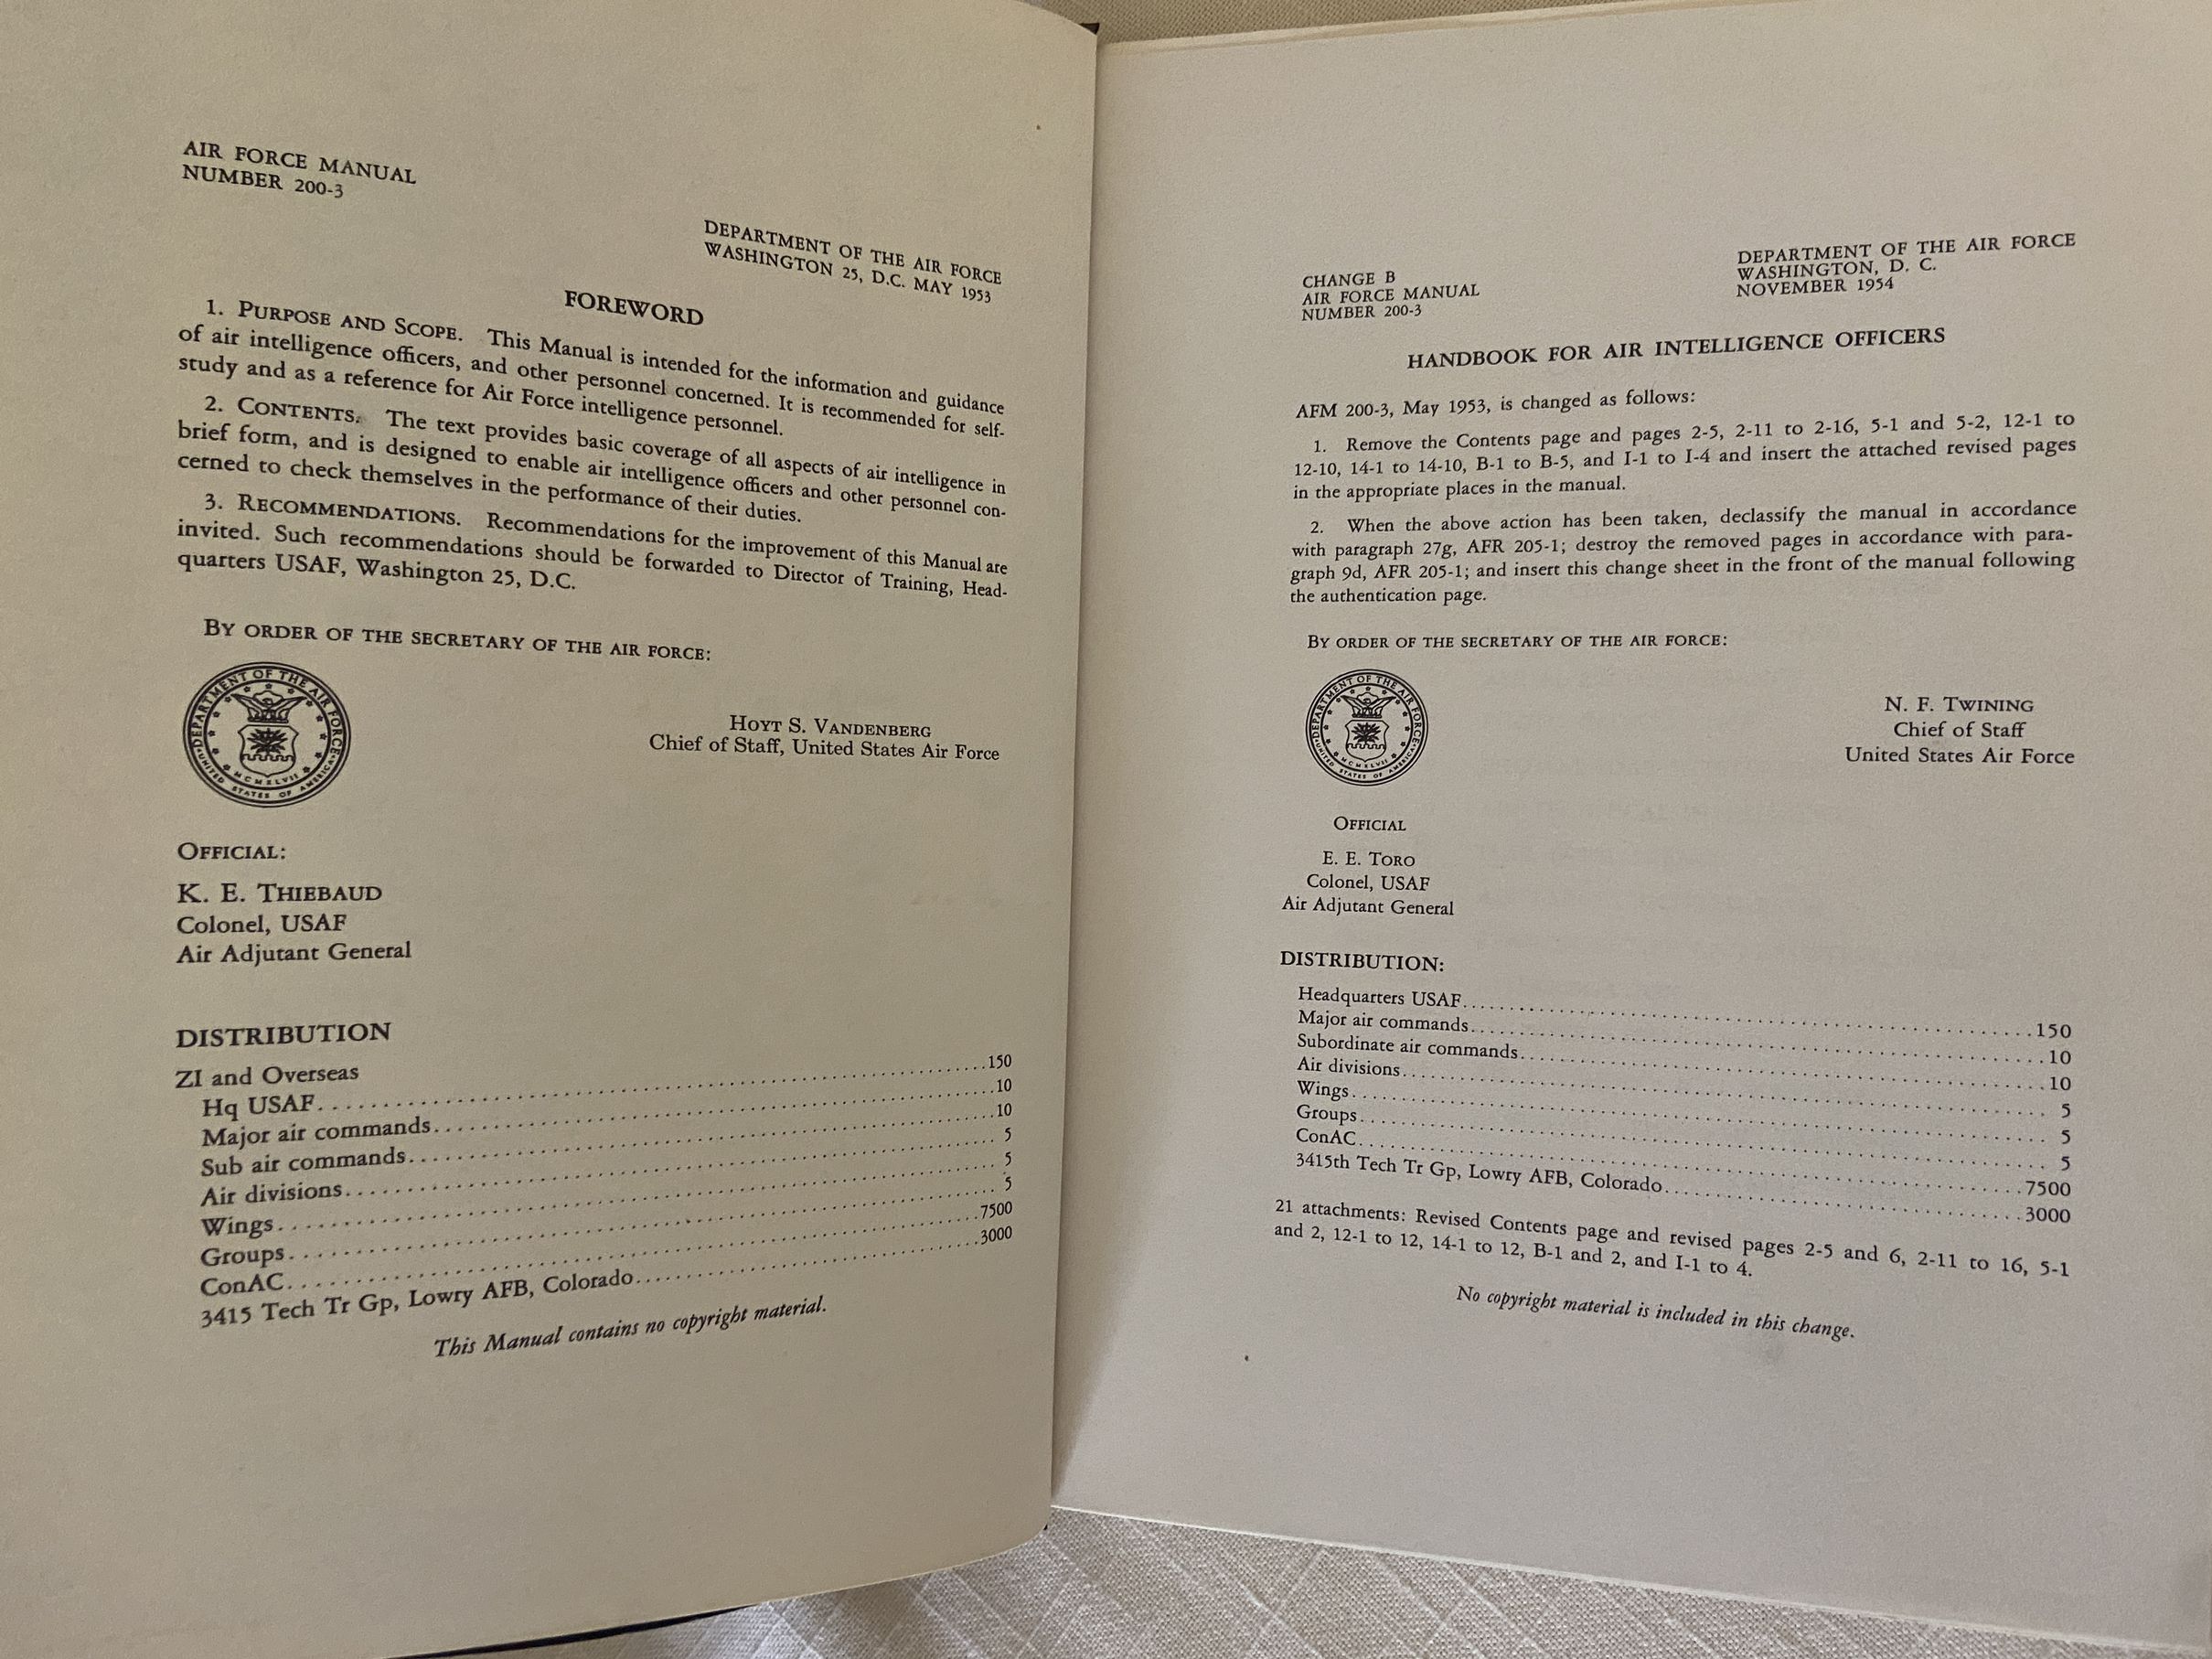 AIR FORCE MANUAL
NUMBER 200-3
DEPARTMENT OF THE AIR FORCE
WASHINGTON 25, D.C. MAY 1953
FOREWORD
1. PURPOSE AND SCOPE. This Manual is intended for the information and guidance
of air intelligence officers, and other personnel concerned. It is recommended for self-
study and as a reference for Air Force intelligence personnel.
2. CONTENTS. The text provides basic coverage of all aspects of air intelligence in
brief form, and is designed to enable air intelligence officers and other personnel con-
cerned to check themselves in the performance of their duties.
3. RECOMMENDATIONS. Recommendations for the improvement of this Manual are
invited. Such recommendations should be forwarded to Director of Training, Head-
quarters USAF, Washington 25, D.C.
BY ORDER OF THE SECRETARY OF THE AIR FORCE:
DEPARTMENT OF THE AIR FORCE
MCMXLVII
UNITED STATES OF AMERICA
HOYT S. VANDENBERG
Chief of Staff, United States Air Force
OFFICIAL:
K. E. THIEBAUD
Colonel, USAF
Air Adjutant General
DISTRIBUTION
ZI and Overseas
Hq USAF 150
Major air commands 10
Sub air commands 10
Air divisions 5
Wings 5
Groups 5
ConAC 7500
3415 Tech Tr Gp, Lowry AFB, Colorado 3000
This Manual contains no copyright material.
CHANGE B
AIR FORCE MANUAL
NUMBER 200-3
DEPARTMENT OF THE AIR FORCE
WASHINGTON, D. C.
NOVEMBER 1954
HANDBOOK FOR AIR INTELLIGENCE OFFICERS
AFM 200-3, May 1953, is changed as follows:
1. Remove the Contents page and pages 2-5, 2-11 to 2-16, 5-1 and 5-2, 12-1 to
12-10, 14-1 to 14-10, B-1 to B-5, and I-1 to I-4 and insert the attached revised pages
in the appropriate places in the manual.
2. When the above action has been taken, declassify the manual in accordance
with paragraph 27g, AFR 205-1; destroy the removed pages in accordance with para-
graph 9d, AFR 205-1; and insert this change sheet in the front of the manual following
the authentication page.
BY ORDER OF THE SECRETARY OF THE AIR FORCE:
DEPARTMENT OF THE AIR FORCE
MCMXLVII
UNITED STATES OF AMERICA
N. F. TWINING
Chief of Staff
United States Air Force
OFFICIAL
E. E. TORO
Colonel, USAF
Air Adjutant General
DISTRIBUTION:
Headquarters USAF 150
Major air commands 10
Subordinate air commands 10
Air divisions 5
Wings 5
Groups 5
ConAC 7500
3415th Tech Tr Gp, Lowry AFB, Colorado 3000
21 attachments: Revised Contents page and revised pages 2-5 and 6, 2-11 to 16, 5-1
and 2, 12-1 to 12, 14-1 to 12, B-1 and 2, and I-1 to 4.
No copyright material is included in this change.